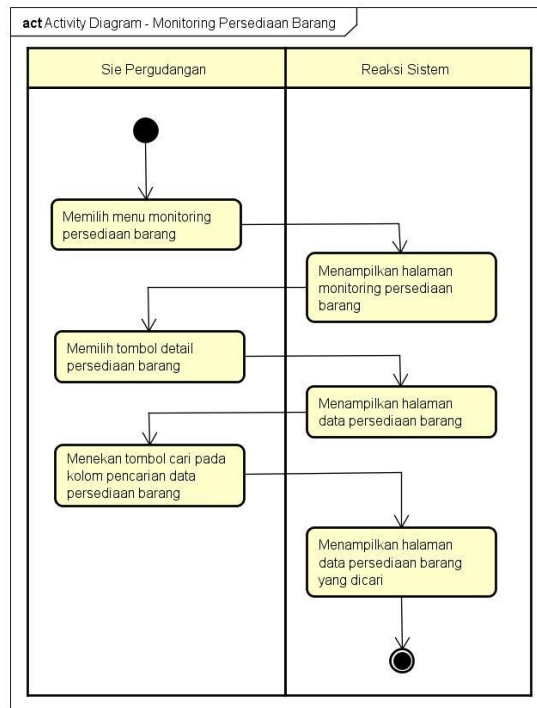 act Activity Diagram - Monitoring Persediaan Barang
Sie Pergudangan
Reaksi Sistem
Memilih menu monitoring
persediaan barang
Menampilkan halaman
monitoring persediaan
barang
Memilih tombol detail
persediaan barang
Menampilkan halaman
data persediaan barang
Menekan tombol cari pada
kolom pencarian data
persediaan barang
Menampilkan halaman
data persediaan barang
yang dicari